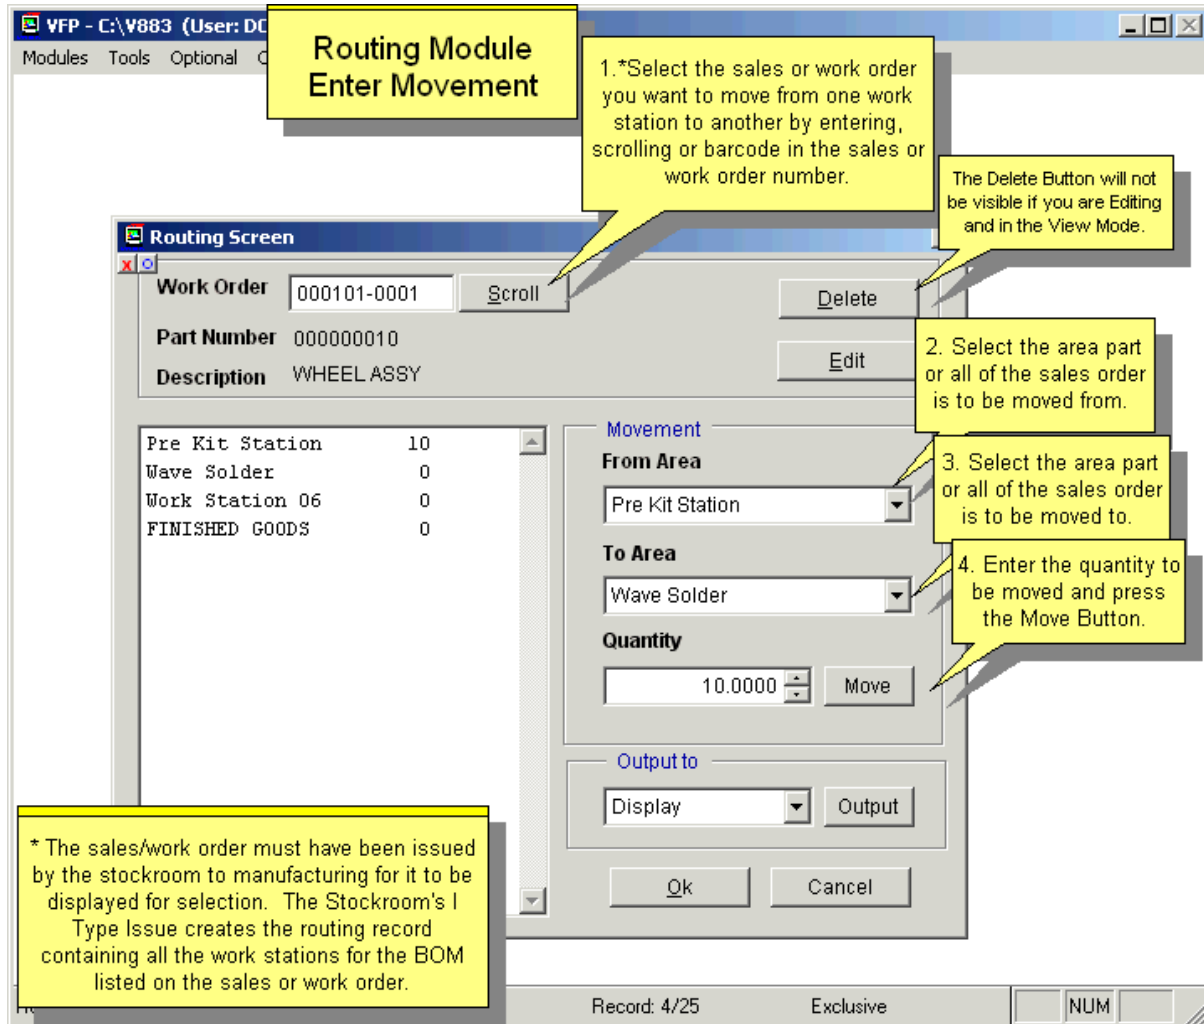 VFP - C:\V883 (User: DC
Modules Tools Optional
Routing Module
Enter Movement
1.*Select the sales or work order
you want to move from one work
station to another by entering,
scrolling or barcode in the sales or
work order number.
The Delete Button will not
be visible if you are Editing
and in the View Mode.
Routing Screen
Work Order 000101-0001 Scroll Delete
Part Number 000000010
Description WHEEL ASSY Edit
2. Select the area part
or all of the sales order
is to be moved from.
Pre Kit Station 10
Wave Solder 0
Work Station 06 0
FINISHED GOODS 0
Movement
From Area
Pre Kit Station
3. Select the area part
or all of the sales order
is to be moved to.
To Area
Wave Solder
4. Enter the quantity to
be moved and press
the Move Button.
Quantity
10.0000 Move
Output to
Display Output
Ok Cancel
* The sales/work order must have been issued
by the stockroom to manufacturing for it to be
displayed for selection. The Stockroom's I
Type Issue creates the routing record
containing all the work stations for the BOM
listed on the sales or work order.
Record: 4/25 Exclusive NUM